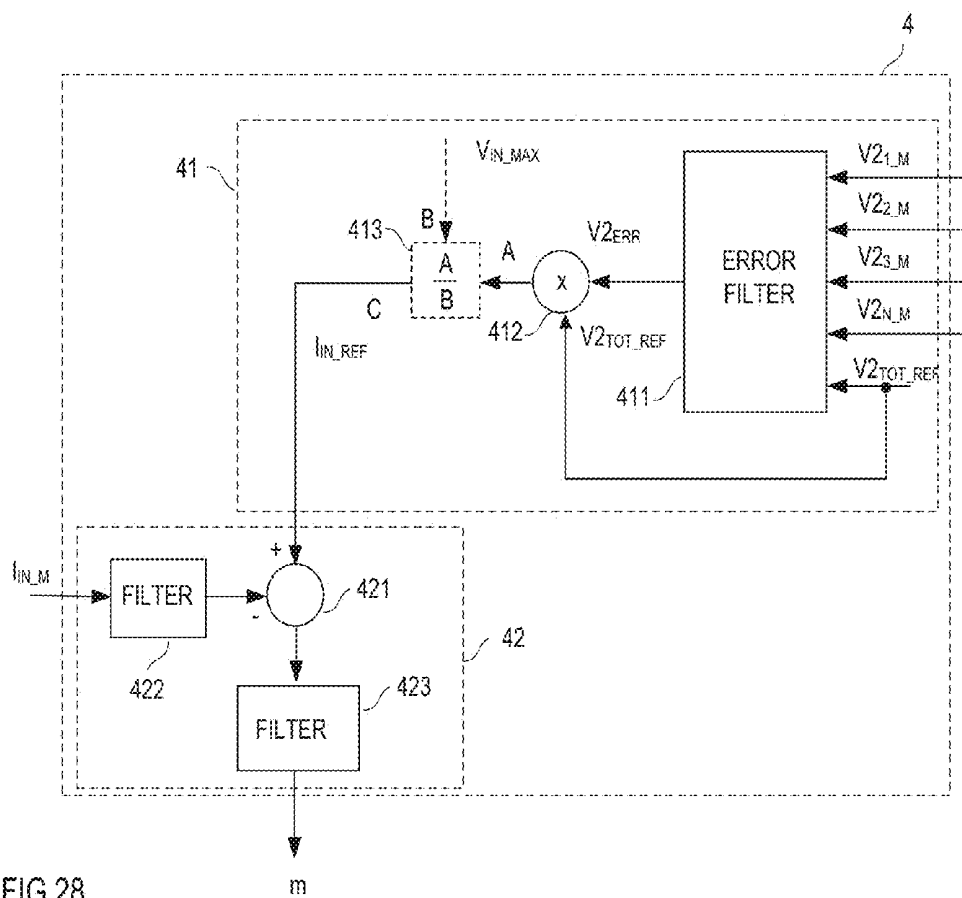 4
41
V_IN_MAX
V2_1_M
B
413
A
V2_ERR
V2_2_M
A
B
X
ERROR
FILTER
V2_3_M
C
412
V2_TOT_REF
V2_N_M
I_IN_REF
411
V2_TOT_REF
+
I_IN_M
FILTER
421
-
42
422
423
FILTER
FIG 28
m